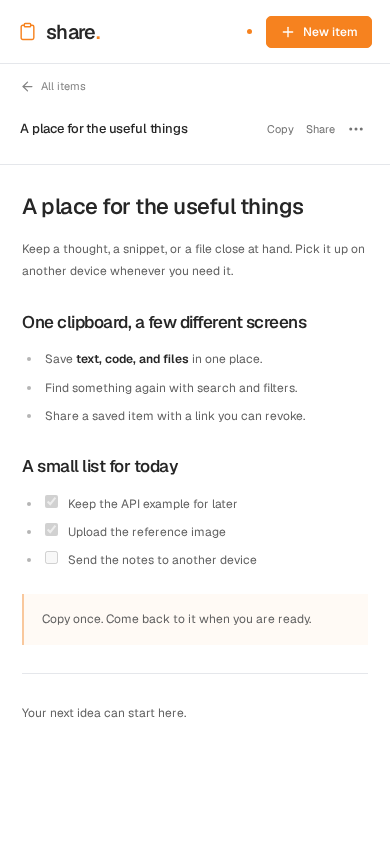 share.
New item
All items
A place for the useful things
Copy
Share
A place for the useful things
Keep a thought, a snippet, or a file close at hand. Pick it up on
another device whenever you need it.
One clipboard, a few different screens
Save text, code, and files in one place.
Find something again with search and filters.
Share a saved item with a link you can revoke.
A small list for today
Keep the API example for later
Upload the reference image
Send the notes to another device
Copy once. Come back to it when you are ready.
Your next idea can start here.